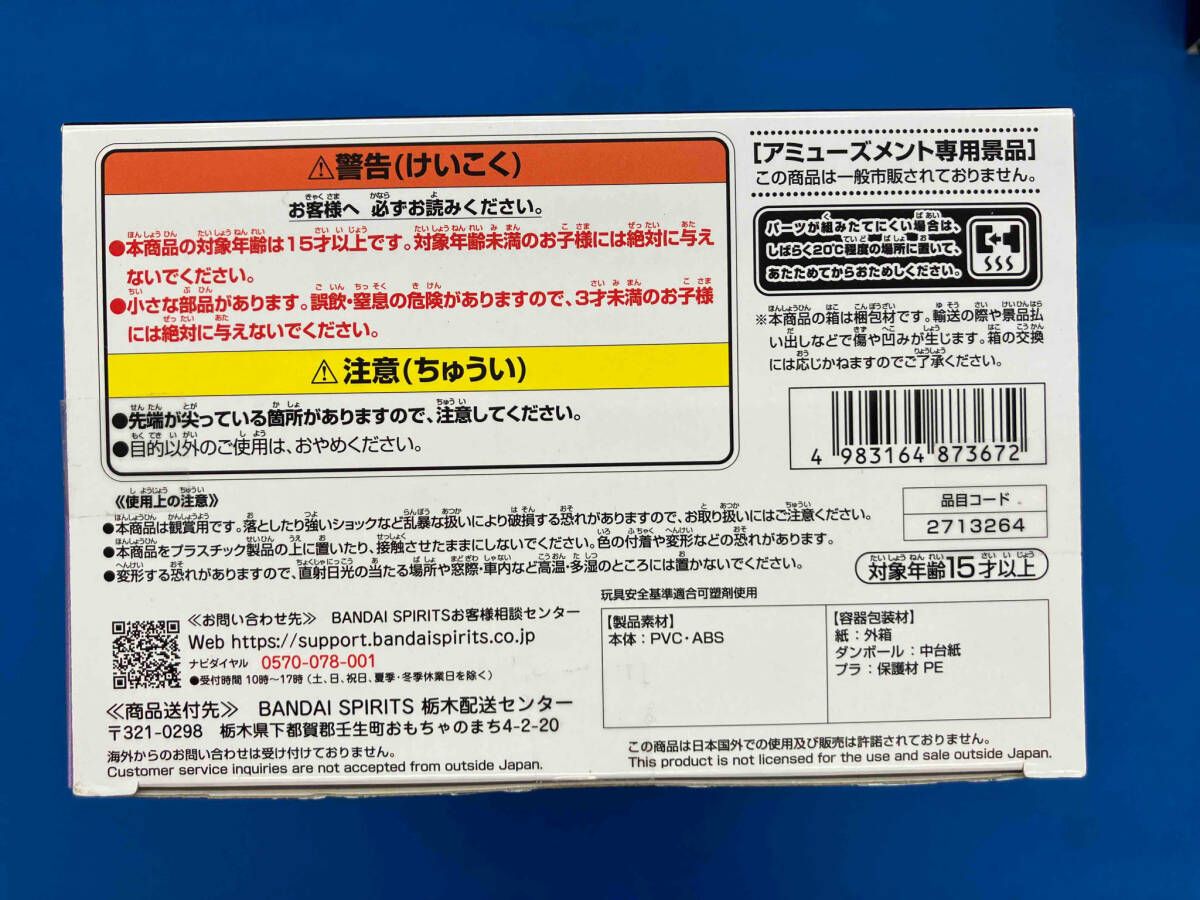 ⚠警告(けいこく)
お客様へ 必ずお読みください。
●本商品の対象年齢は15才以上です。対象年齢未満のお子様には絶対に与え
ないでください。
●小さな部品があります。誤飲・窒息の危険がありますので、3才未満のお子様
には絶対に与えないでください。
⚠注意(ちゅうい)
●先端が尖っている箇所がありますので、注意してください。
●目的以外のご使用は、おやめください。
[アミューズメント専用景品]
この商品は一般市販されておりません。
パーツが組みたてにくい場合は、
しばらく20℃程度の場所に置いて、
あたためてからおためしください。
※本商品の箱は梱包材です。輸送の際や景品払
い出しなどで傷や凹みが生じます。箱の交換
には応じかねますのでご了承ください。
4 983164 873672
品目コード
2713264
対象年齢15才以上
《使用上の注意》
●本商品は観賞用です。落としたり強いショックなど乱暴な扱いにより破損する恐れがありますので、お取り扱いにはご注意ください。
●本商品をプラスチック製品の上に置いたり、接触させたままにしないでください。色の付着や変形などの恐れがあります。
●変形する恐れがありますので、直射日光の当たる場所や窓際・車内など高温・多湿のところには置かないでください。
≪お問い合わせ先≫ BANDAI SPIRITSお客様相談センター
Web https://support.bandaispirits.co.jp
ナビダイヤル 0570-078-001
●受付時間 10時〜17時 (土、日、祝日、夏季・冬季休業日を除く)
≪商品送付先≫ BANDAI SPIRITS 栃木配送センター
〒321-0298 栃木県下都賀郡壬生町おもちゃのまち4-2-20
海外からのお問い合わせは受け付けておりません。
Customer service inquiries are not accepted from outside Japan.
玩具安全基準適合可塑剤使用
【製品素材】
本体：PVC・ABS
【容器包装材】
紙：外箱
ダンボール：中台紙
プラ：保護材 PE
この商品は日本国外での使用及び販売は許諾されておりません。
This product is not licensed for the use and sale outside Japan.